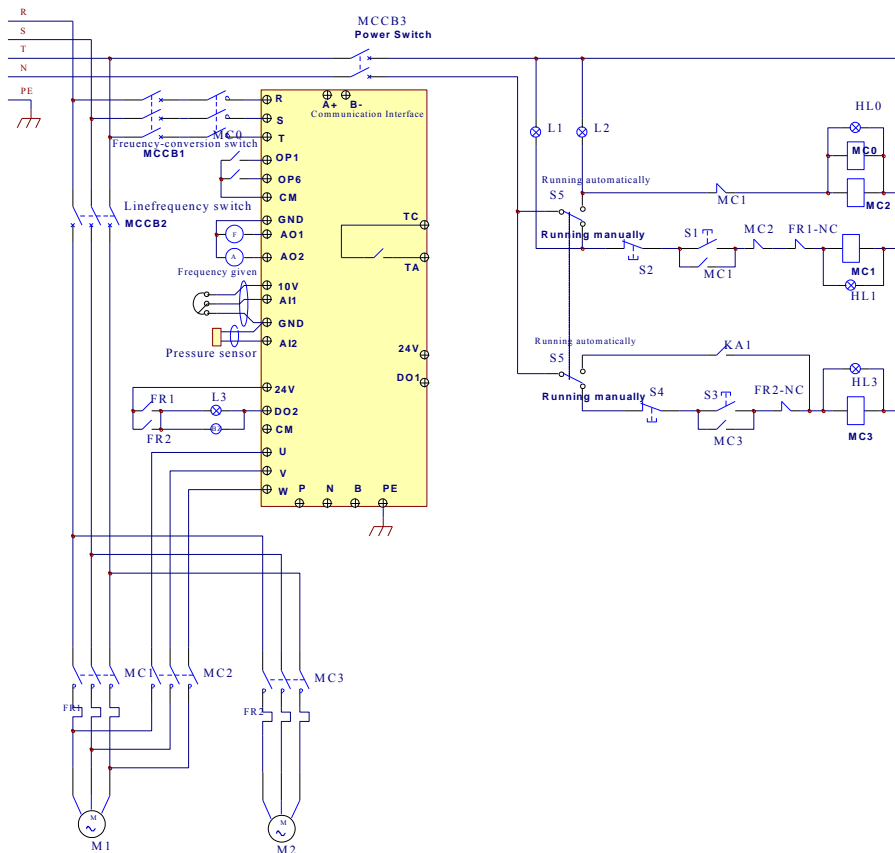 R
S
T
N
PE
MCCB3
Power Switch
A+ B-
Communication Interface
R
S
T
MC0
Freuency-conversion switch
MCCB1
OP1
OP6
CM
Linefrequency switch
MCCB2
GND
AO1
F
AO2
A
Frequency given
10V
AI1
GND
AI2
Pressure sensor
TC
TA
24V
DO1
24V
FR1
L3
DO2
FR2
BZ
CM
U
V
W
P N B PE
L1
L2
HL0
MC0
MC2
Running automatically
S5
MC1
Running manually
S2
S1
MC1
MC2
FR1-NC
MC1
HL1
Running automatically
S5
KA1
Running manually
S4
S3
MC3
FR2-NC
HL3
MC3
MC1
MC2
MC3
FR1
FR2
M
M1
M
M2